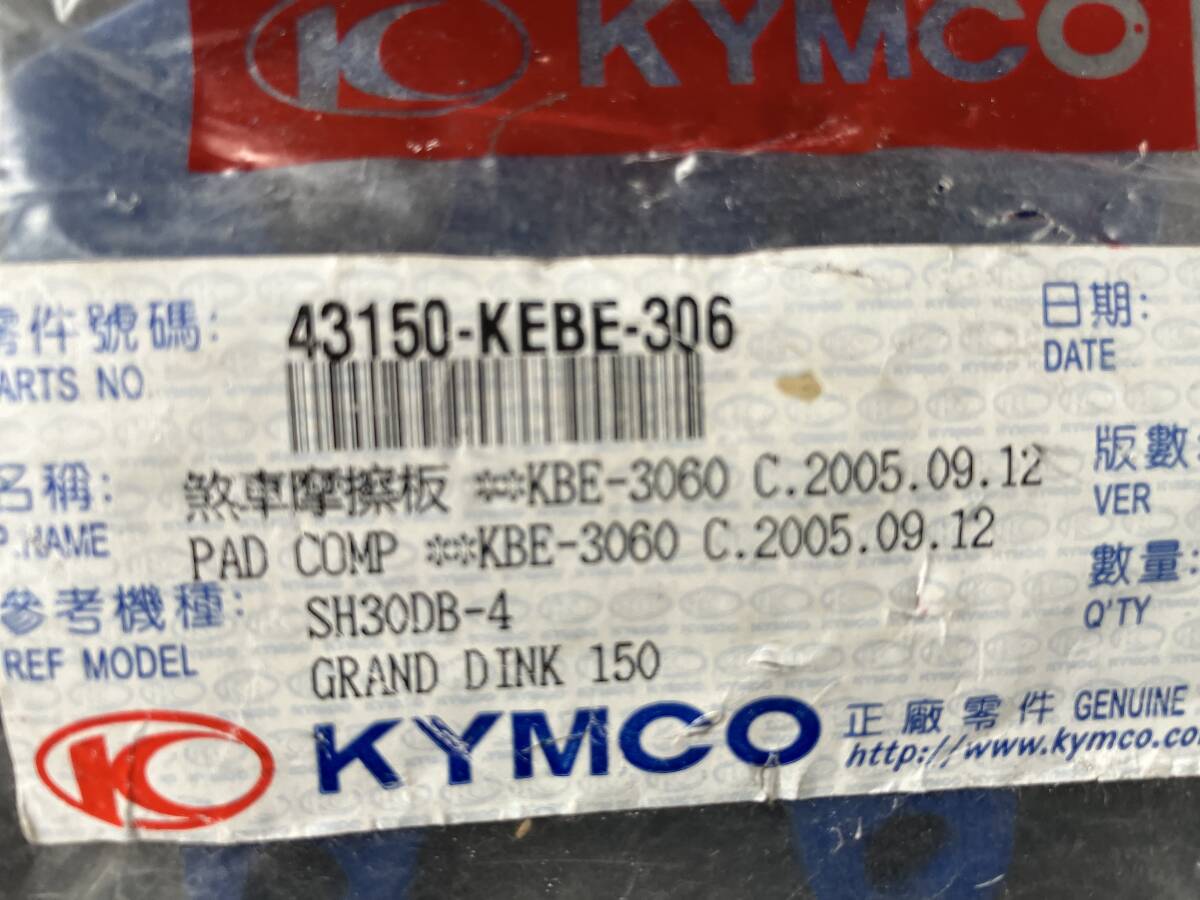 KYMCO
零件號碼: 43150-KEBE-306 日期:
PARTS NO DATE
名稱: 煞車摩擦板 **KBE-3060 C.2005.09.12 版數:
P.NAME PAD COMP **KBE-3060 C.2005.09.12 VER
參考機種: SH30DB-4 數量:
REF MODEL GRAND DINK 150 Q'TY
KYMCO 正廠零件 GENUINE
http://www.kymco.co